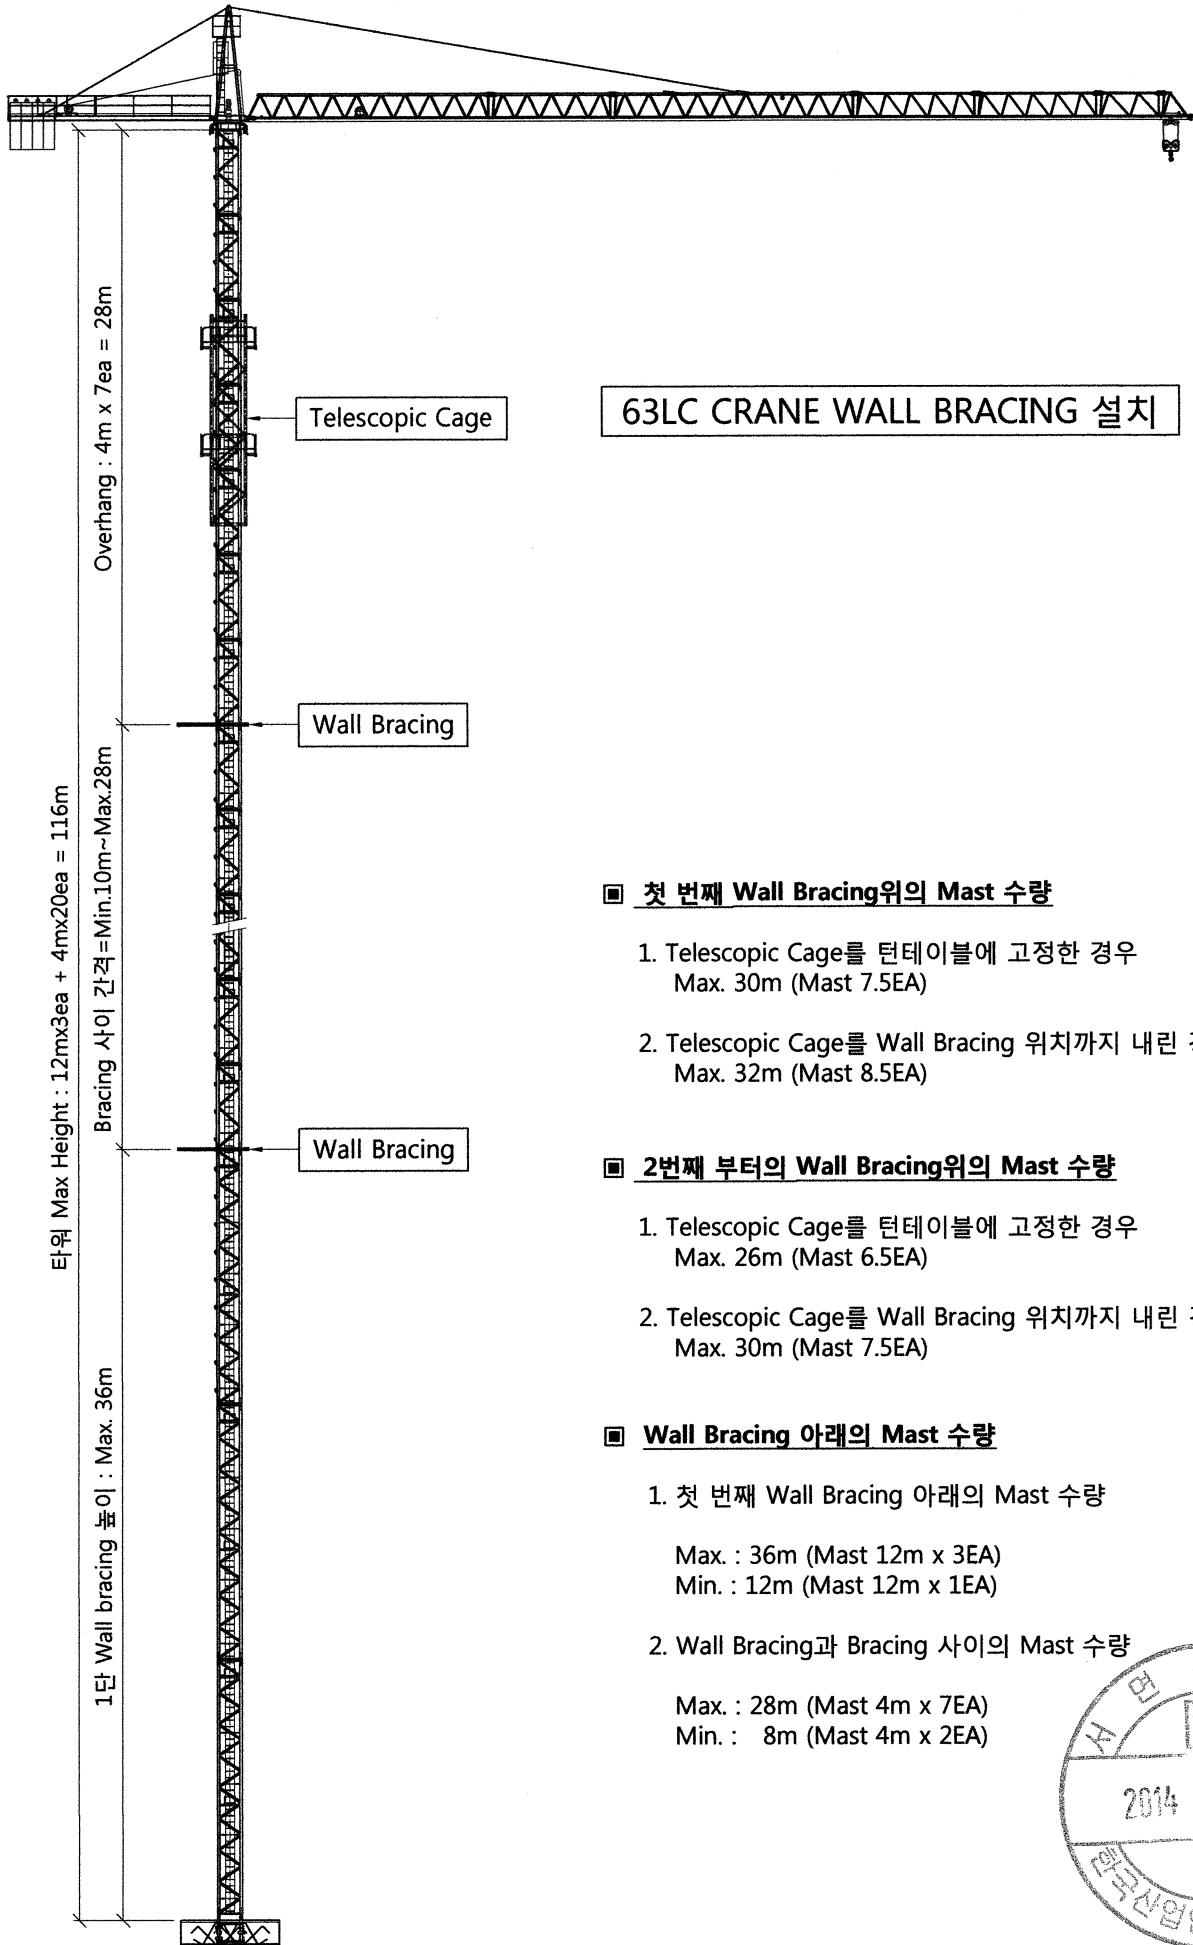 63LC CRANE WALL BRACING 설치
Overhang : 4m x 7ea = 28m
Telescopic Cage
Wall Bracing
타워 Max Height : 12mx3ea + 4mx20ea = 116m
Bracing 사이 간격=Min.10m~Max.28m
Wall Bracing
1단 Wall bracing 높이 : Max. 36m
▣ 첫 번째 Wall Bracing위의 Mast 수량
1. Telescopic Cage를 턴테이블에 고정한 경우
Max. 30m (Mast 7.5EA)
2. Telescopic Cage를 Wall Bracing 위치까지 내린
Max. 32m (Mast 8.5EA)
▣ 2번째 부터의 Wall Bracing위의 Mast 수량
1. Telescopic Cage를 턴테이블에 고정한 경우
Max. 26m (Mast 6.5EA)
2. Telescopic Cage를 Wall Bracing 위치까지 내린
Max. 30m (Mast 7.5EA)
▣ Wall Bracing 아래의 Mast 수량
1. 첫 번째 Wall Bracing 아래의 Mast 수량
Max. : 36m (Mast 12m x 3EA)
Min. : 12m (Mast 12m x 1EA)
2. Wall Bracing과 Bracing 사이의 Mast 수량
Max. : 28m (Mast 4m x 7EA)
Min. : 8m (Mast 4m x 2EA)
서면
2014
한국산업